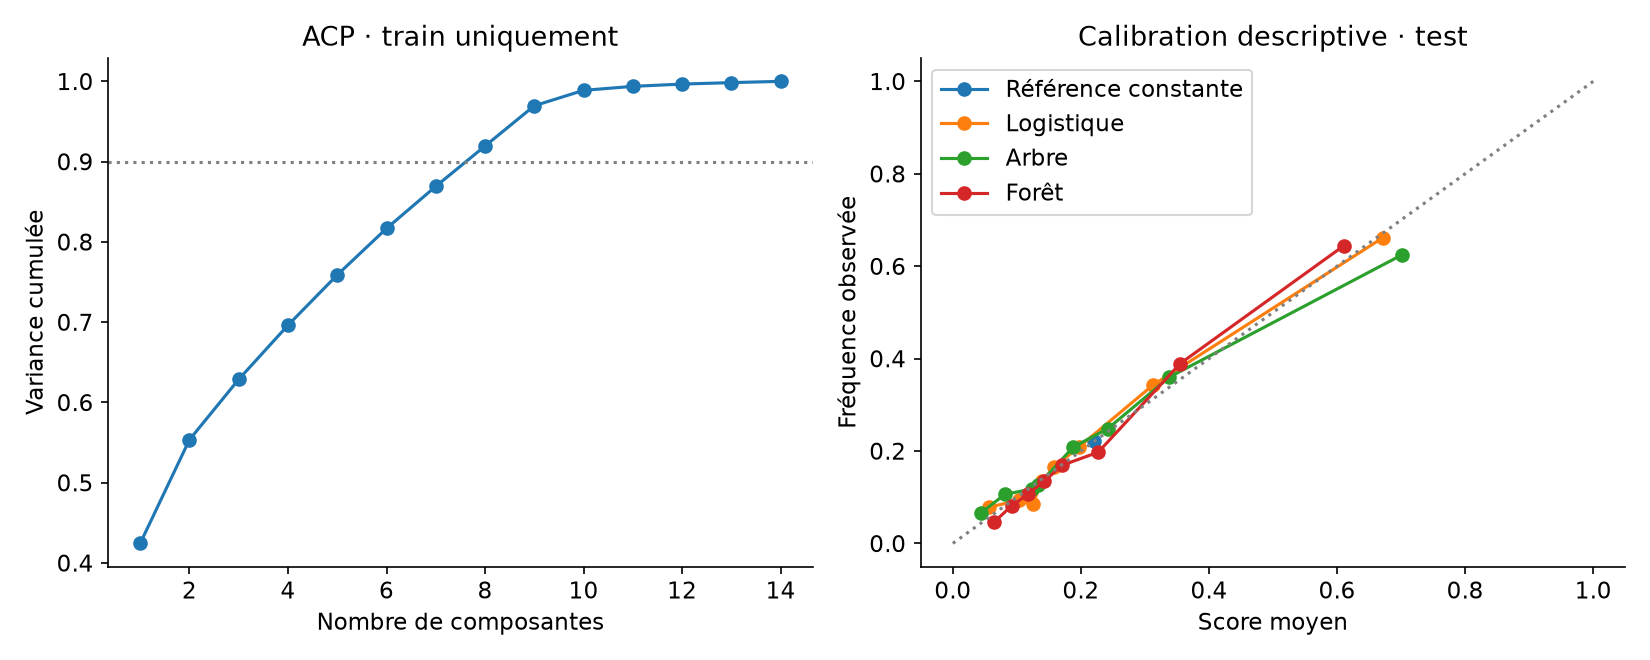 ACP · train uniquement
1.0
0.9
0.8
0.7
0.6
0.5
0.4
Variance cumulée
2
4
6
8
10
12
14
Nombre de composantes
Calibration descriptive · test
Référence constante
Logistique
Arbre
Forêt
1.0
0.8
0.6
0.4
0.2
0.0
Fréquence observée
0.0
0.2
0.4
0.6
0.8
1.0
Score moyen